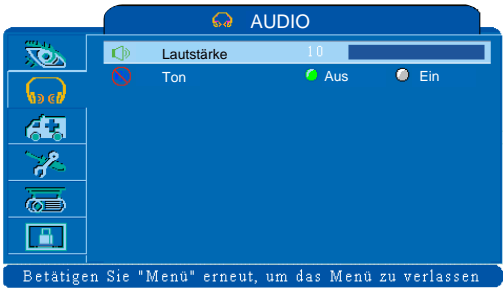 AUDIO
Lautstärke 10
Ton Aus Ein
Betätigen Sie "Menü" erneut, um das Menü zu verlassen